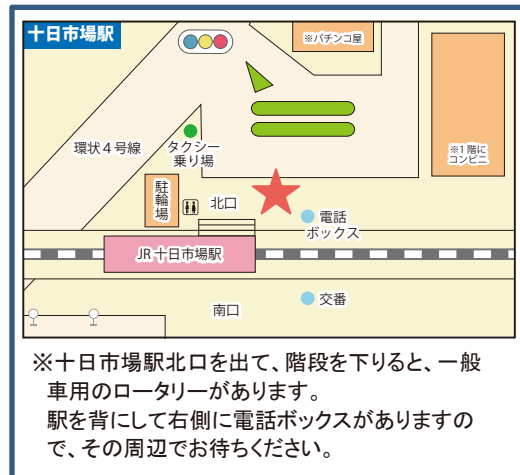 十日市場駅
※パチンコ屋
環状４号線
タクシー
乗り場
※1 階に
コンビニ
駐輪場
北口
電話
ボックス
JR 十日市場駅
南口
交番
※十日市場駅北口を出て、階段を下りると、一般
車用のロータリーがあります。
駅を背にして右側に電話ボックスがありますの
で、その周辺でお待ちください。